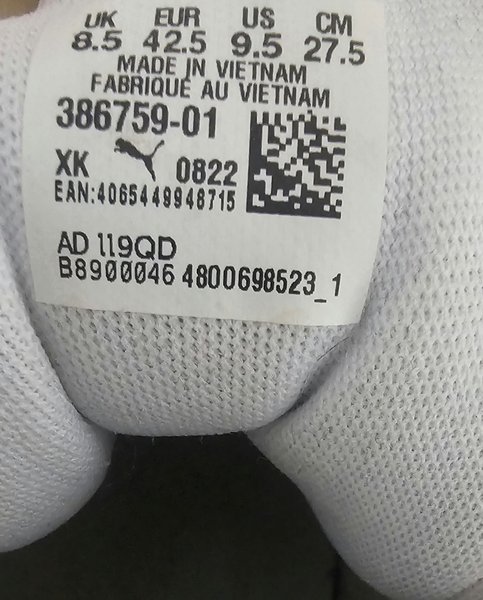 UK EUR US CM
8.5 42.5 9.5 27.5
MADE IN VIETNAM
FABRIQUÉ AU VIETNAM
386759-01
XK 0822
EAN:4065449948715
AD 119QD
B8900046 4800698523_1